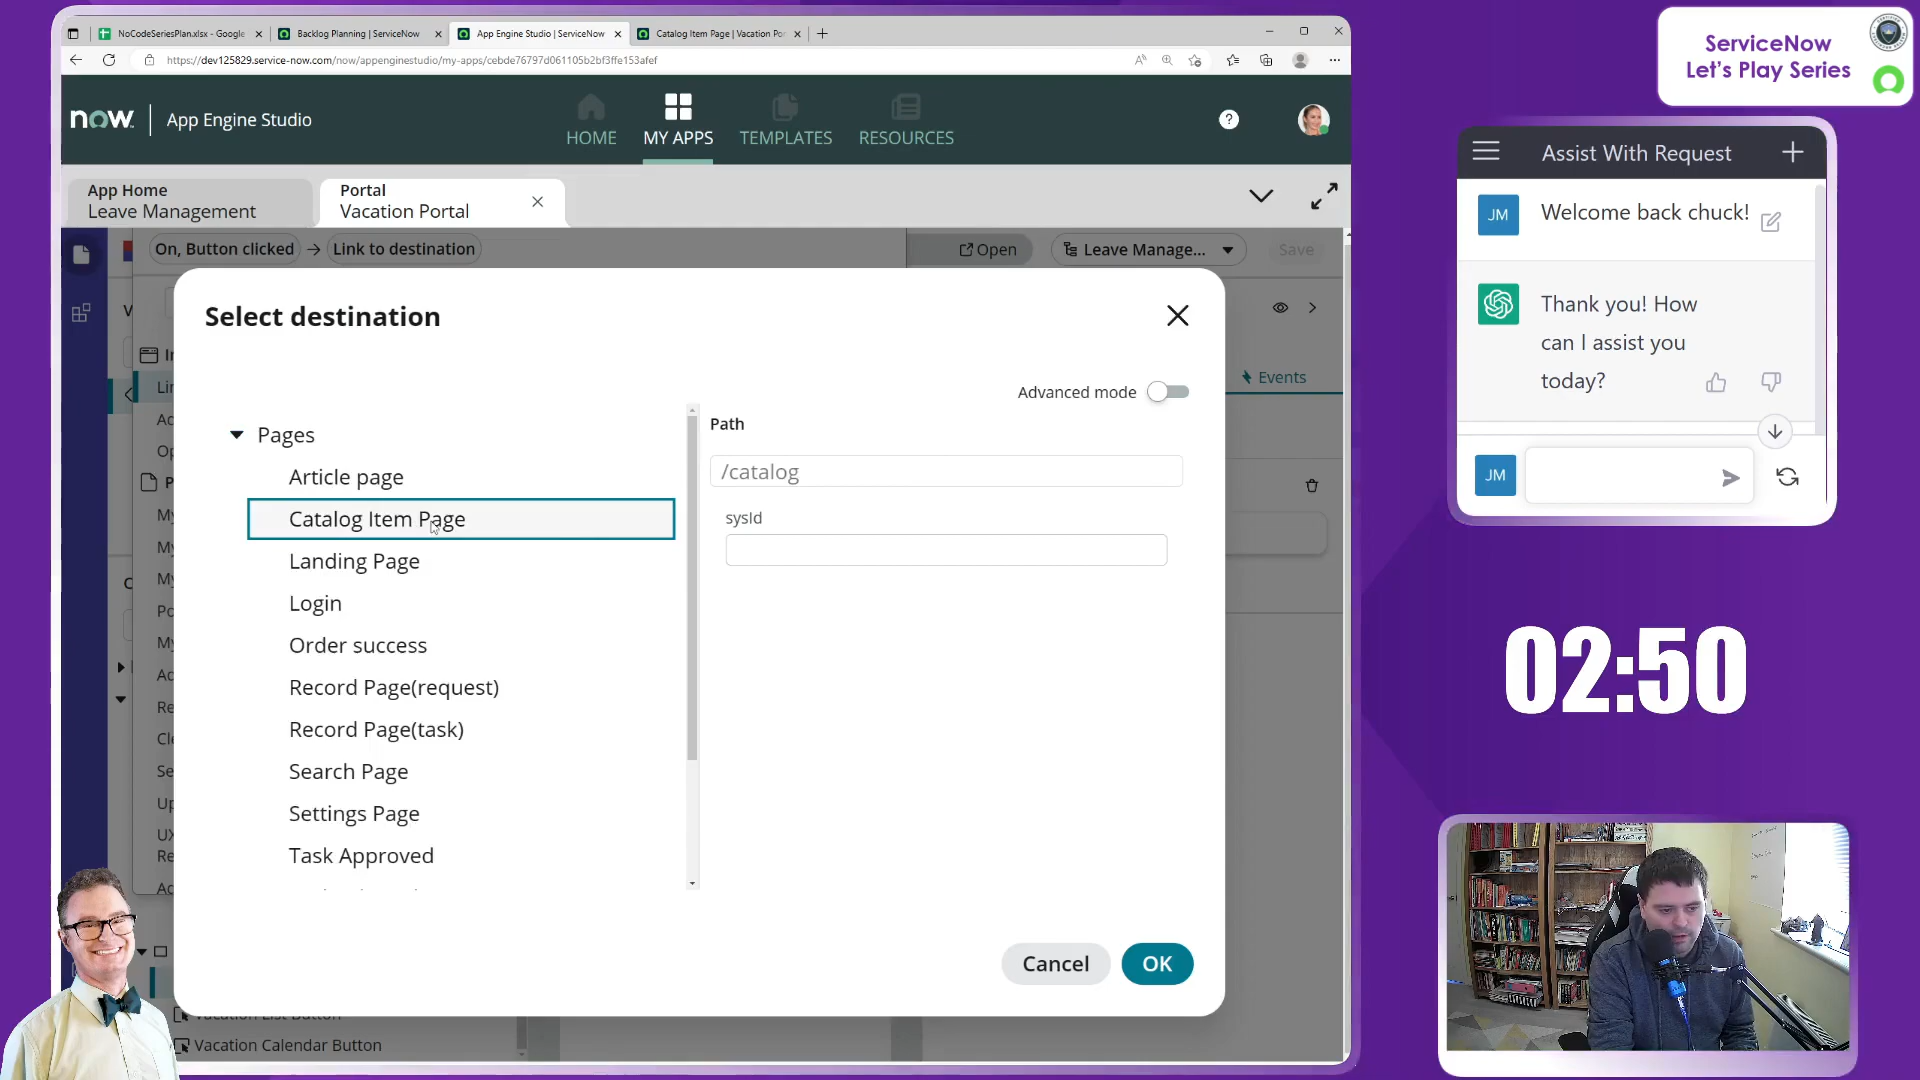 NoCodeSeriesPlan.xlsx - Google
Backlog Planning | ServiceNow
App Engine Studio | ServiceNow
Catalog Item Page | Vacation Por
https://dev125829.service-now.com/now/appenginestudio/my-apps/cebde76797d061105b2bf3ffe153afef
now.
App Engine Studio
HOME
MY APPS
TEMPLATES
RESOURCES
?
App Home
Leave Management
Portal
Vacation Portal
On, Button clicked
Link to destination
Open
Leave Manage...
Save
Events
Select destination
Advanced mode
Pages
Article page
Catalog Item Page
Landing Page
Login
Order success
Record Page(request)
Record Page(task)
Search Page
Settings Page
Task Approved
Path
/catalog
sysId
Cancel
OK
Vacation List Button
Vacation Calendar Button
ServiceNow
Let's Play Series
Assist With Request
JM
Welcome back chuck!
Thank you! How
can I assist you
today?
JM
02:50